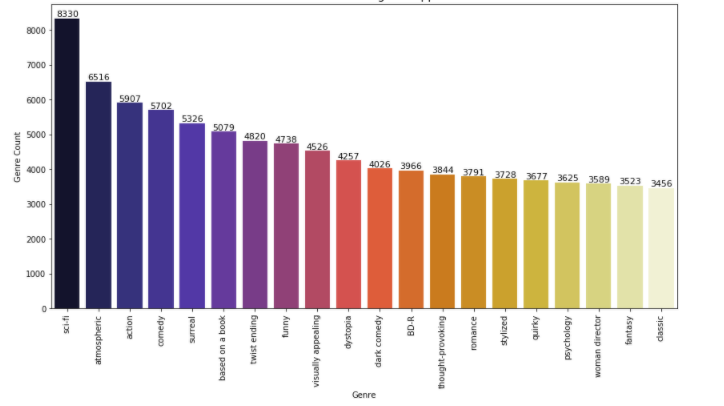 8330
6516
5907
5702
5326
5079
4820
4738
4526
4257
4026
3966
3844
3791
3728
3677
3625
3589
3523
3456
Genre Count
8000
7000
6000
5000
4000
3000
2000
1000
0
sci-fi
atmospheric
action
comedy
surreal
based on a book
twist ending
funny
visually appealing
dystopia
dark comedy
BD-R
thought-provoking
romance
stylized
quirky
psychology
woman director
fantasy
classic
Genre